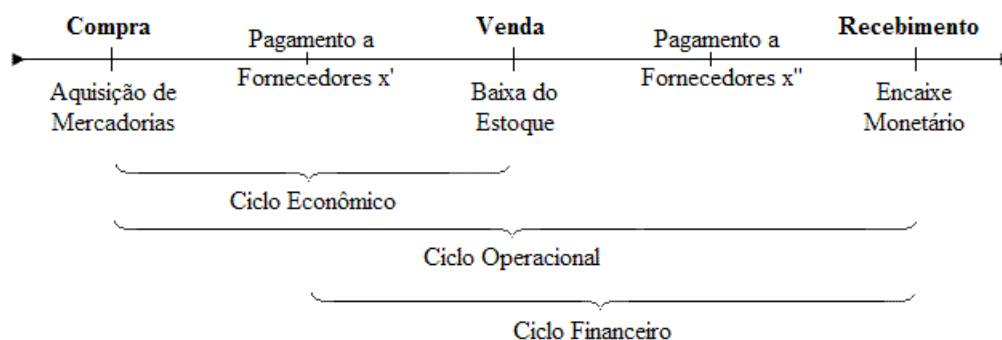 Compra
Pagamento a
Venda
Pagamento a
Recebimento
Fornecedores x'
Fornecedores x"
Aquisição de
Mercadorias
Baixa do
Estoque
Encaixe
Monetário
Ciclo Econômico
Ciclo Operacional
Ciclo Financeiro